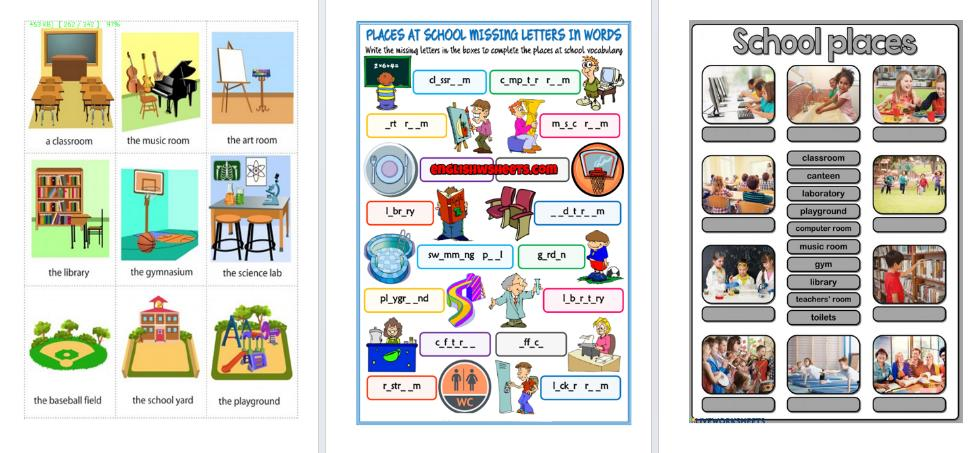 a classroom
the music room
the art room
the library
the gymnasium
the science lab
the baseball field
the school yard
the playground
PLACES AT SCHOOL MISSING LETTERS IN WORDS
Write the missing letters in the boxes to complete the places at school vocabulary
2×6×4=
cl_ssr_ _m
c_mp_t_r r_ _m
_rt r_ _m
m_s_c r_ _m
englishwsheets.com
l_br_ry
_ _d_t_r_ _m
sw_mm_ng p_ _l
g_rd_n
pl_ygr_ _nd
l_b_r_t_ry
c_f_t_r_ _
_ff_c_
r_str_ _m
WC
l_ck_r r_ _m
School places
classroom
canteen
laboratory
playground
computer room
music room
gym
library
teachers' room
toilets
LIVEWORKSHEETS